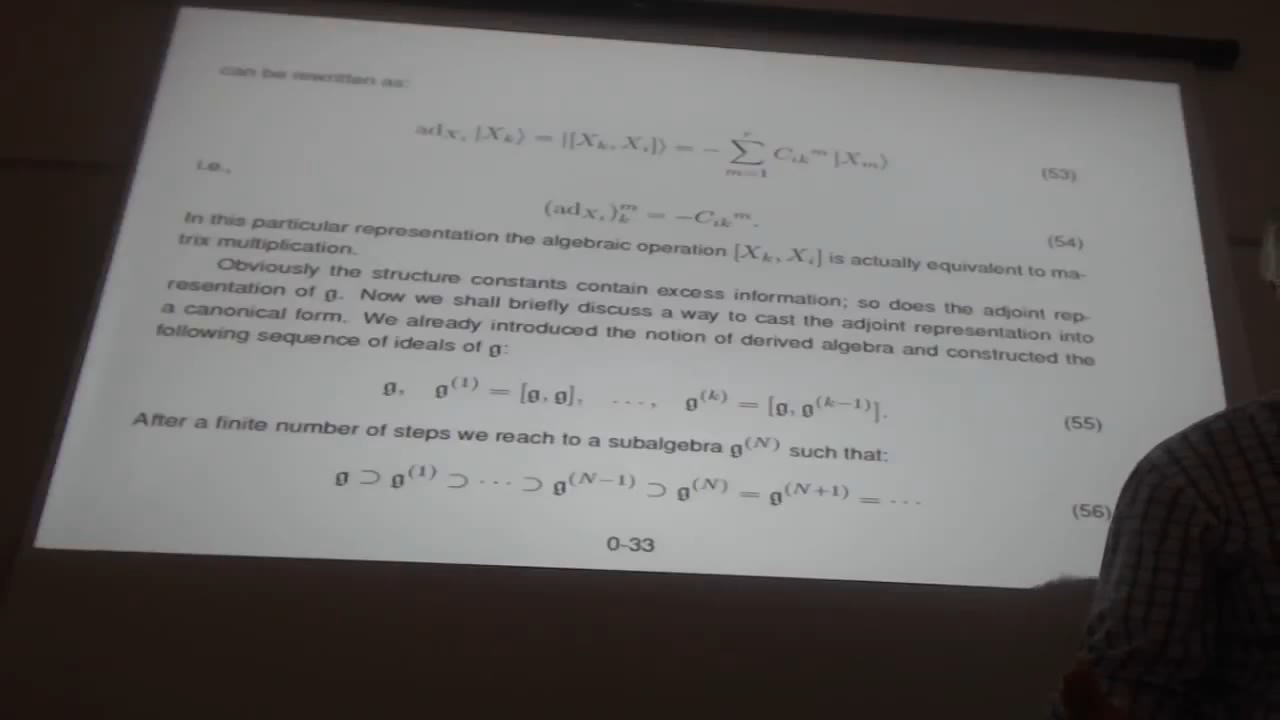 can be rewritten as:
ad_{X_i} |X_k⟩ = |[X_k, X_i]⟩ = − ∑_{m=1}^{r} C_{ik}^m |X_m⟩ (53)
i.e.,
(ad_{X_i})_k^m = −C_{ik}^m. (54)
In this particular representation the algebraic operation [X_k, X_i] is actually equivalent to ma-
trix multiplication.
Obviously the structure constants contain excess information; so does the adjoint rep-
resentation of 𝔤. Now we shall briefly discuss a way to cast the adjoint representation into
a canonical form. We already introduced the notion of derived algebra and constructed the
following sequence of ideals of 𝔤:
𝔤, 𝔤^{(1)} = [𝔤, 𝔤], ..., 𝔤^{(k)} = [𝔤, 𝔤^{(k−1)}]. (55)
After a finite number of steps we reach to a subalgebra 𝔤^{(N)} such that:
𝔤 ⊃ 𝔤^{(1)} ⊃ ··· ⊃ 𝔤^{(N−1)} ⊃ 𝔤^{(N)} = 𝔤^{(N+1)} = ··· (56)
0-33